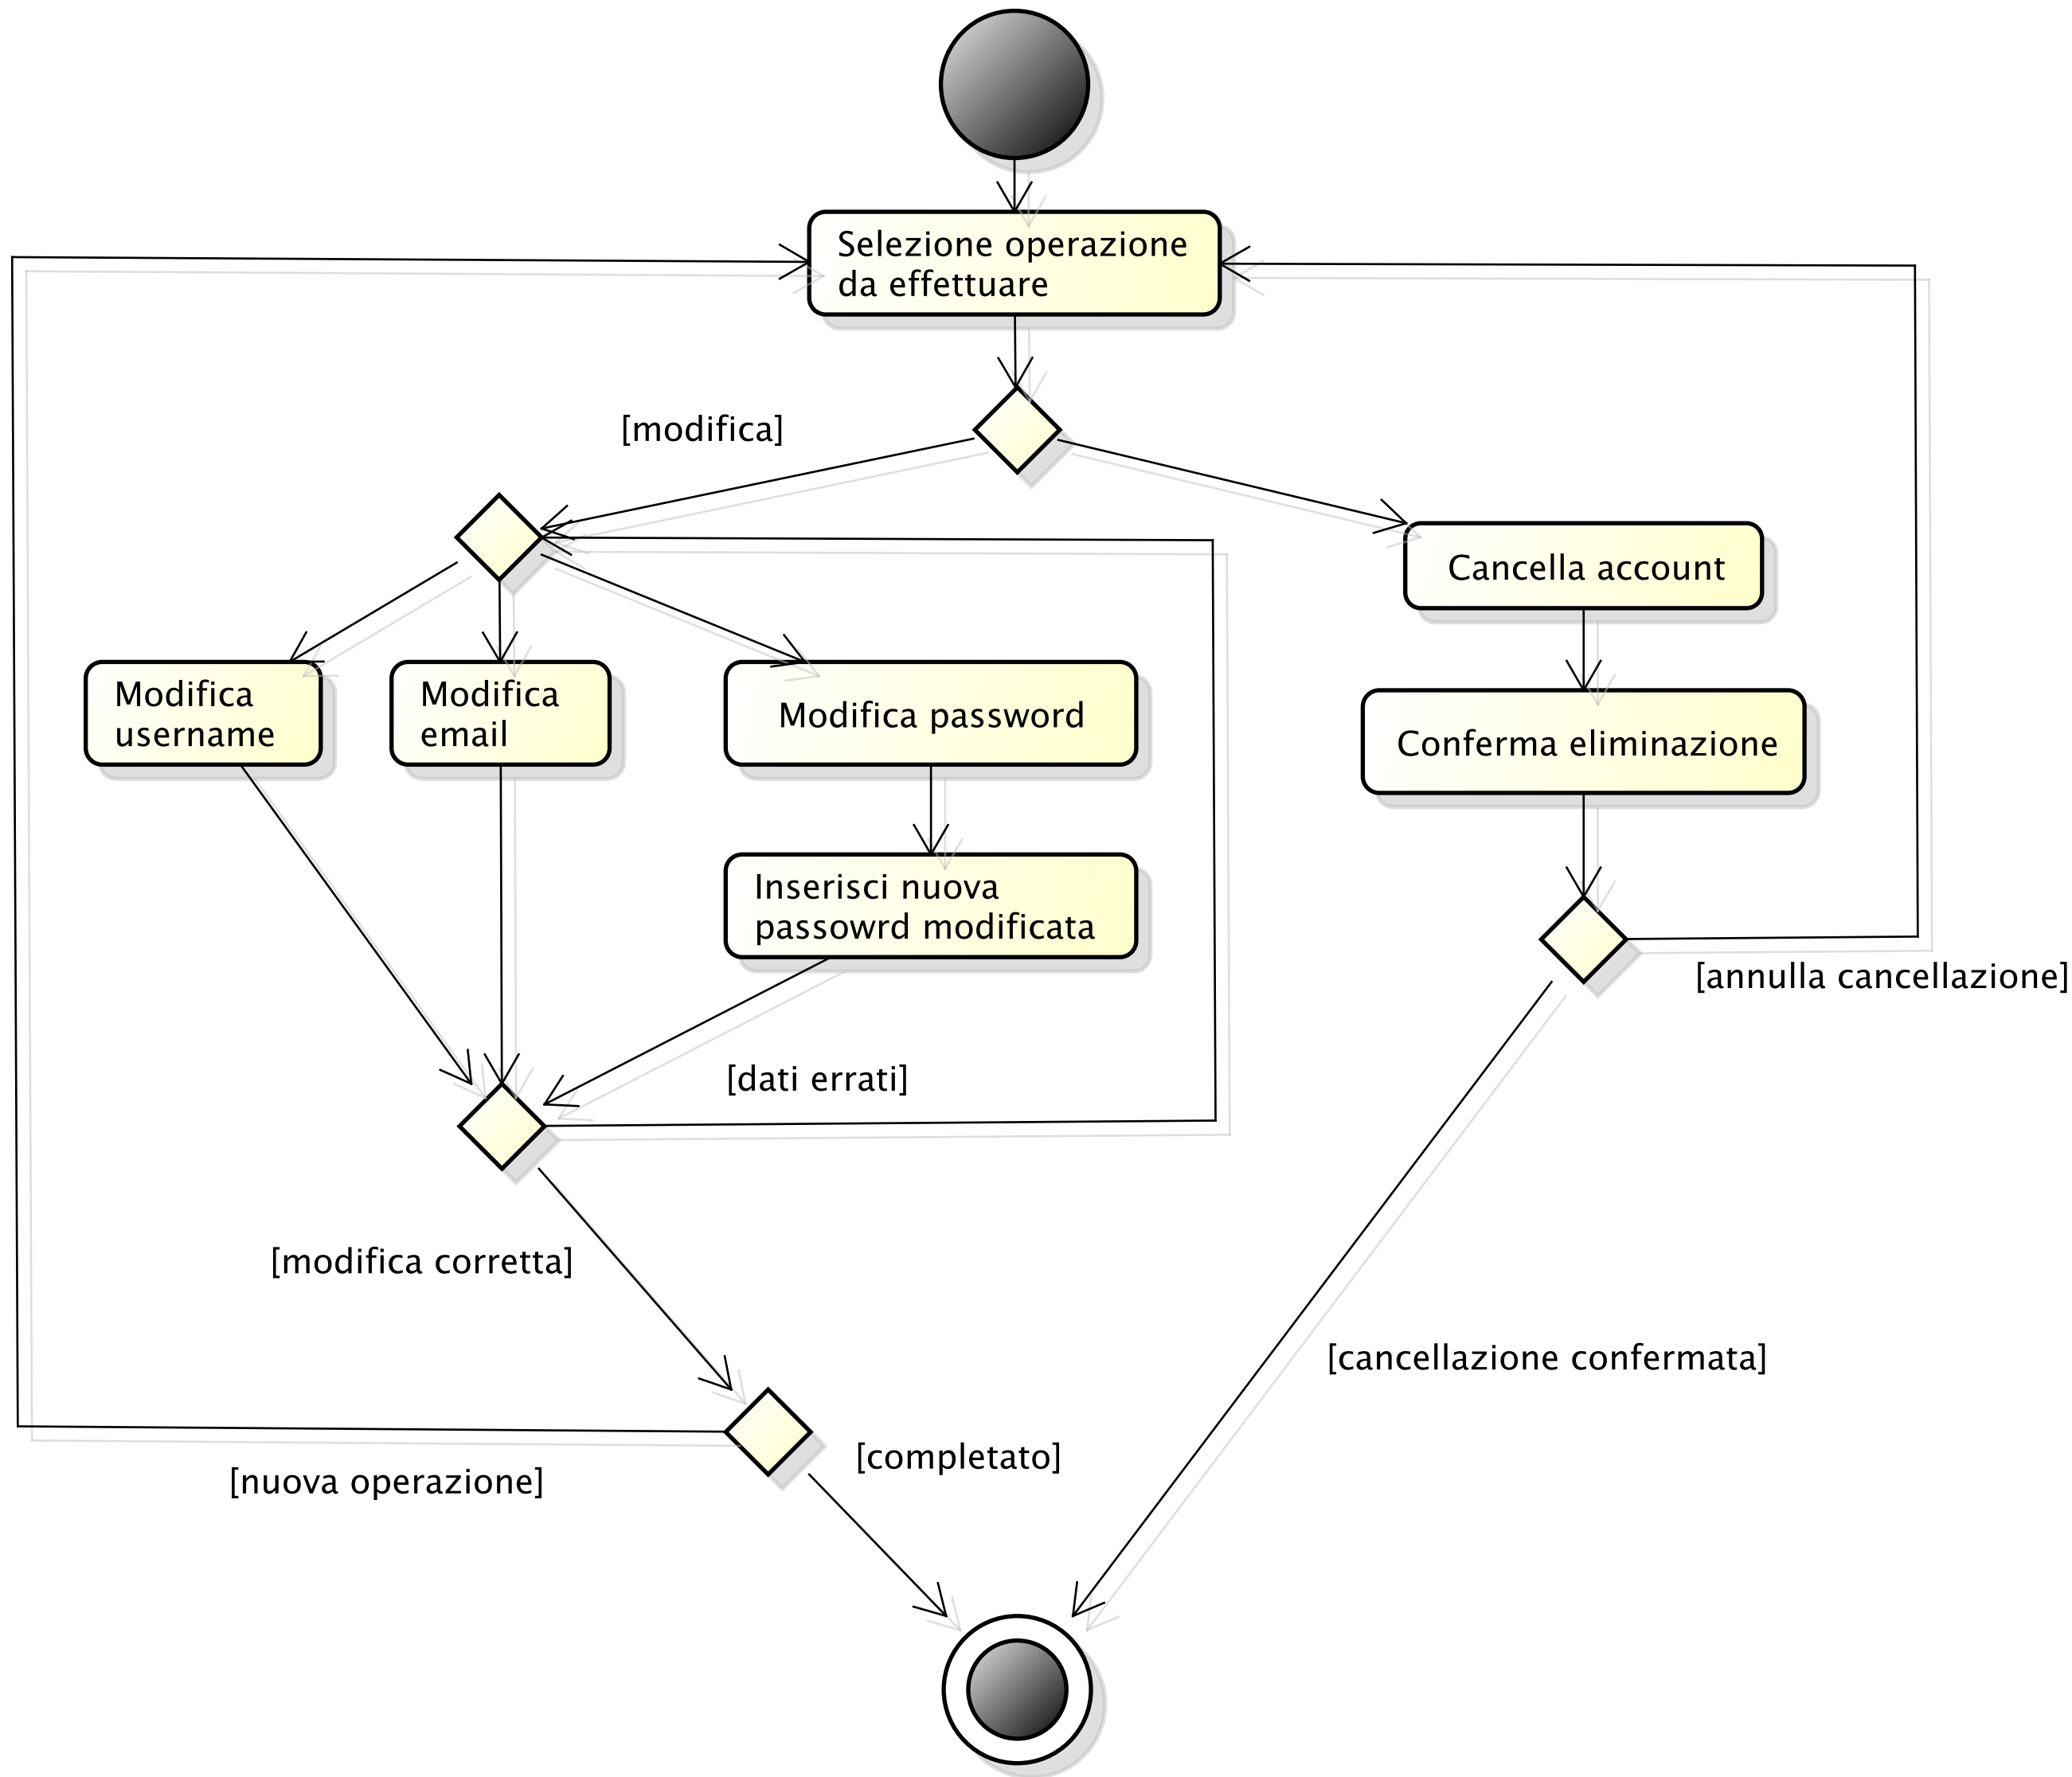 Selezione operazione
da effettuare
[modifica]
Cancella account
Modifica
username
Modifica
email
Modifica password
Conferma eliminazione
Inserisci nuova
passowrd modificata
[annulla cancellazione]
[dati errati]
[modifica corretta]
[cancellazione confermata]
[completato]
[nuova operazione]